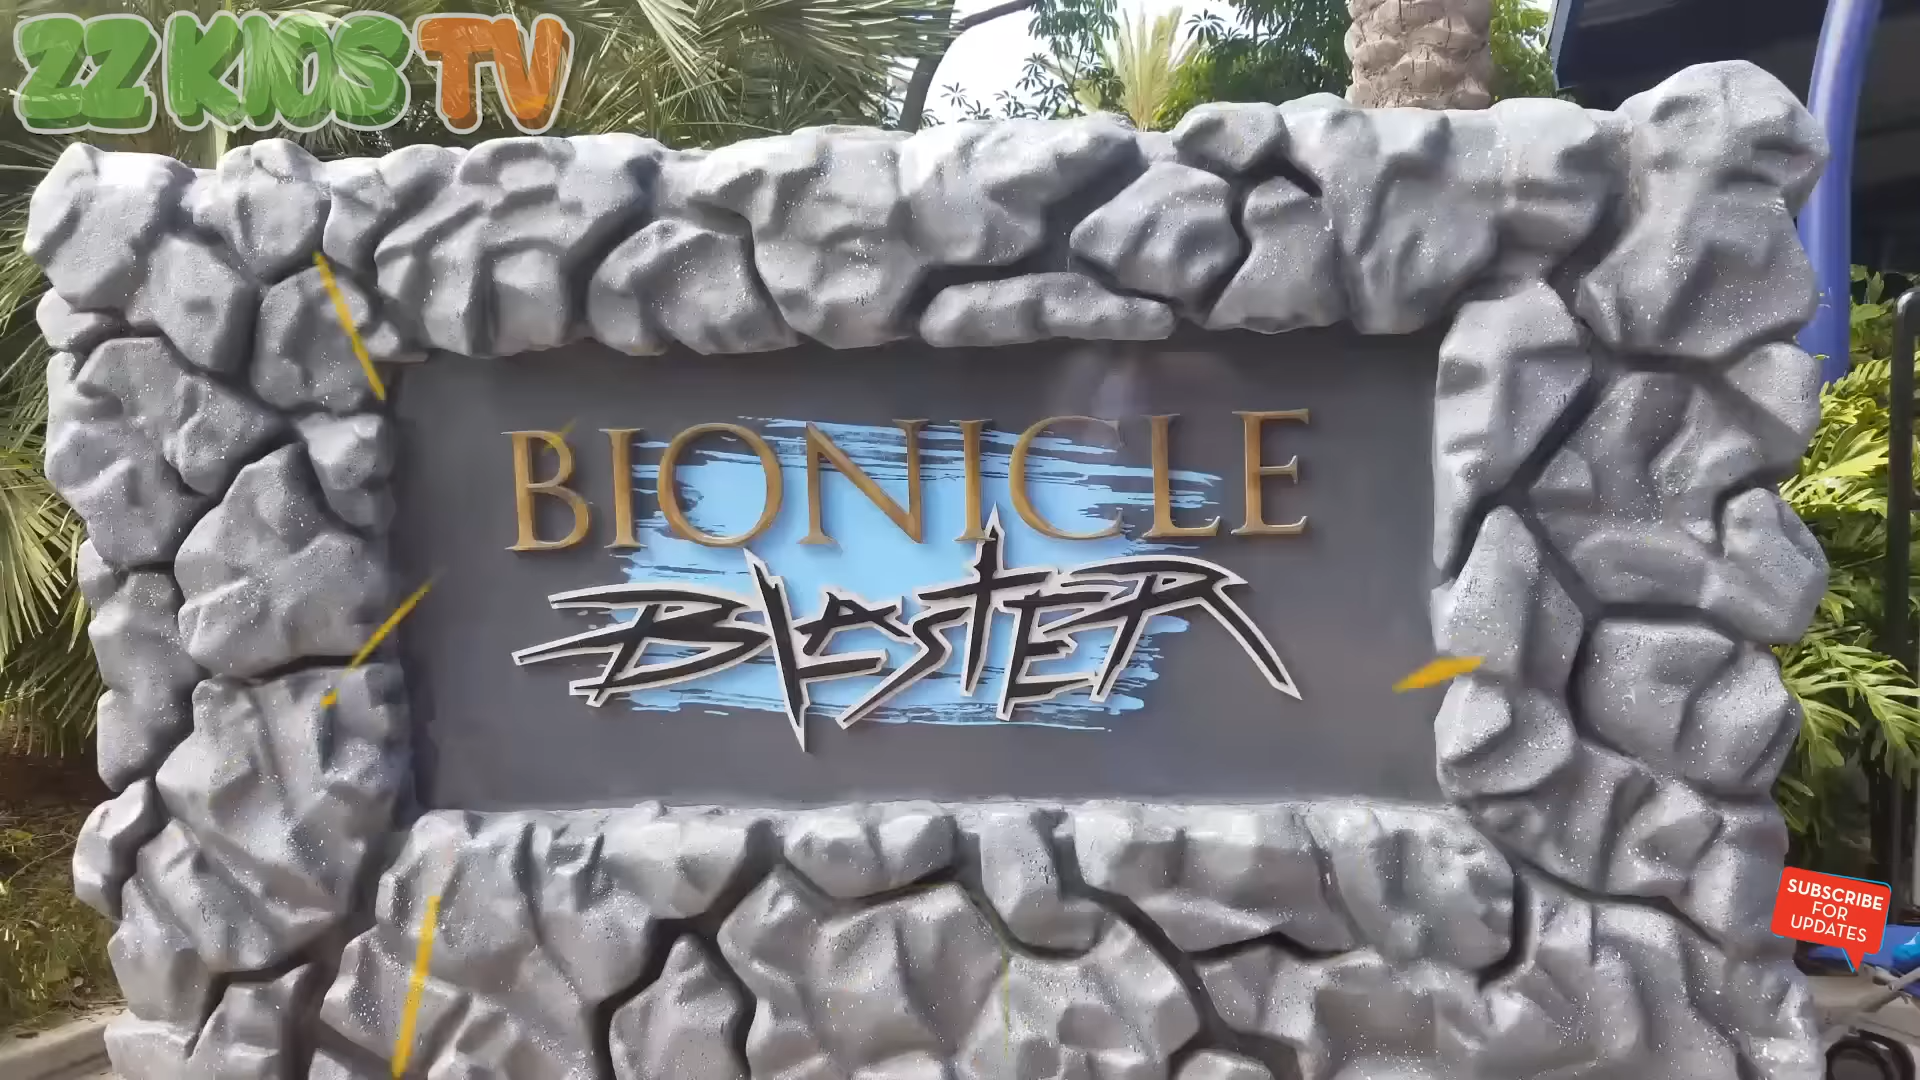 ZZ KIDS TV
BIONICLE
BLASTER
SUBSCRIBE
FOR
UPDATES